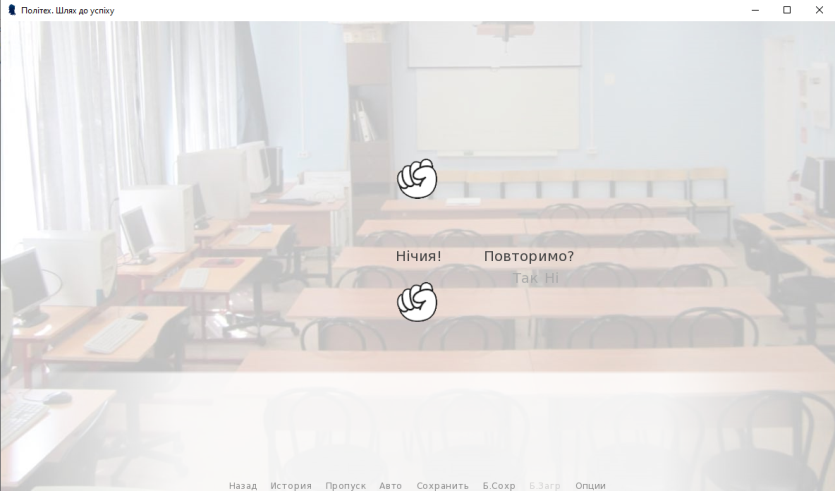 Політех. Шлях до успіху
Нічия! Повторимо?
Так Ні
Назад История Пропуск Авто Сохранить Б.Сохр Б.Загр Опции